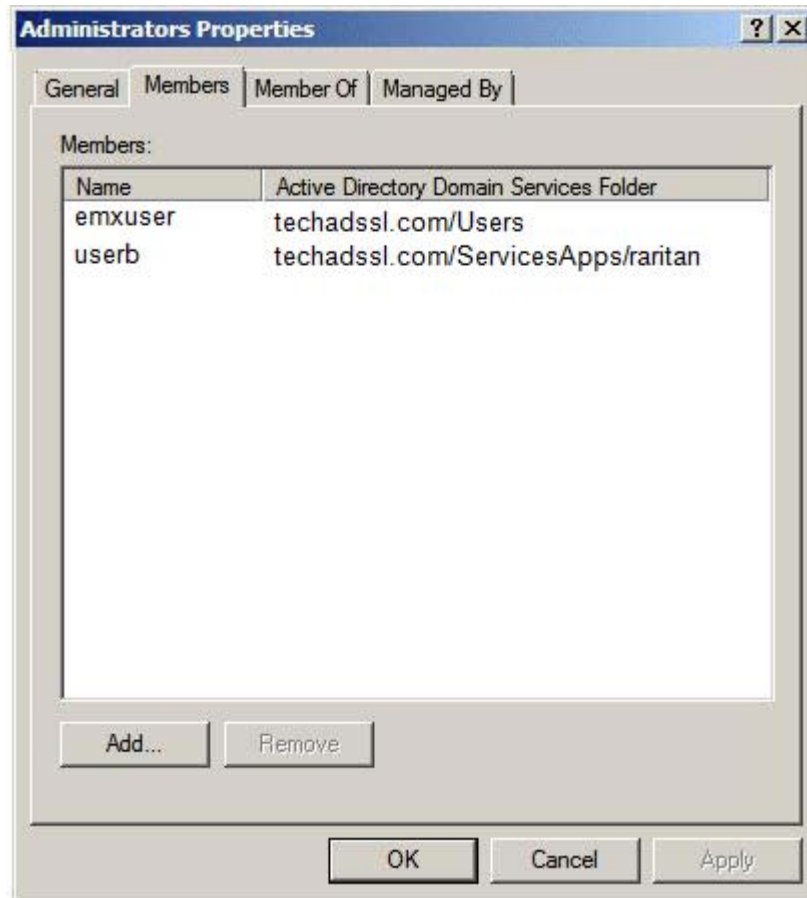 Administrators Properties
? X
General Members Member Of Managed By
Members:
Name Active Directory Domain Services Folder
emxuser techadssl.com/Users
userb techadssl.com/ServicesApps/raritan
Add... Remove
OK Cancel Apply